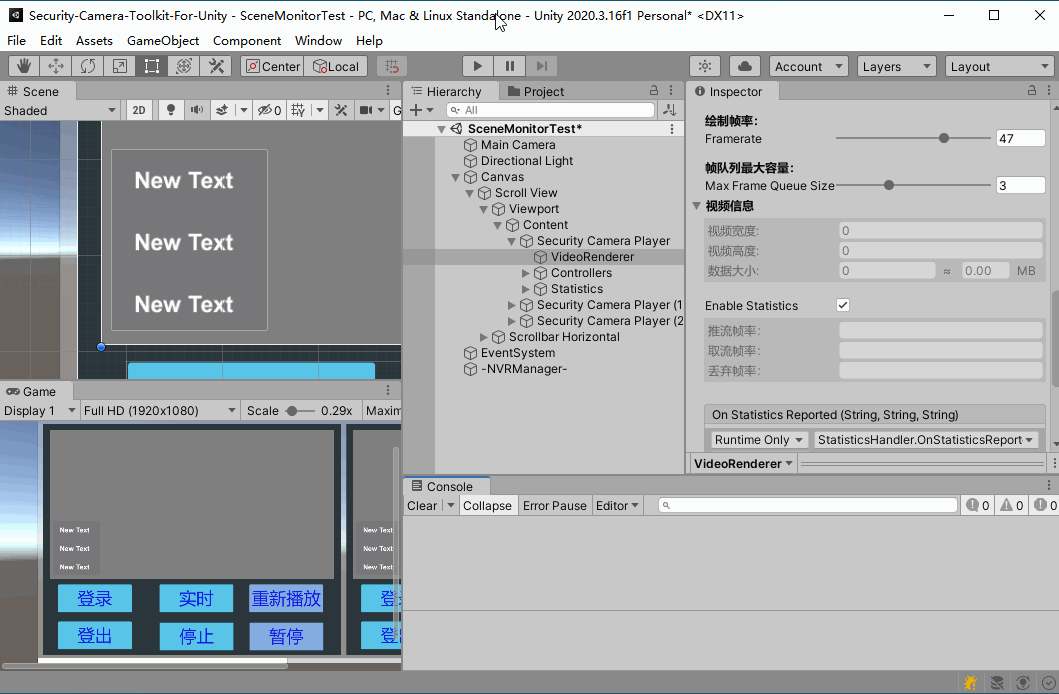 Security-Camera-Toolkit-For-Unity - SceneMonitorTest - PC, Mac & Linux Standalone - Unity 2020.3.16f1 Personal* <DX11>
File Edit Assets GameObject Component Window Help
Center Local Account Layers Layout
Scene
Shaded 2D 0 G
New Text
New Text
New Text
Game
Display 1 Full HD (1920x1080) Scale 0.29x Maxim
New Text
New Text
New Text
New Text
New Text
New Text
登录 实时 重新播放 登
登出 停止 暂停 登
Hierarchy Project
All
SceneMonitorTest*
Main Camera
Directional Light
Canvas
Scroll View
Viewport
Content
Security Camera Player
VideoRenderer
Controllers
Statistics
Security Camera Player (1
Security Camera Player (2
Scrollbar Horizontal
EventSystem
-NVRManager-
Inspector
绘制帧率:
Framerate 47
帧队列最大容量:
Max Frame Queue Size 3
视频信息
视频宽度: 0
视频高度: 0
数据大小: 0 ≈ 0.00 MB
Enable Statistics
推流帧率:
取流帧率:
丢弃帧率:
On Statistics Reported (String, String, String)
Runtime Only StatisticsHandler.OnStatisticsReport
VideoRenderer
Console
Clear Collapse Error Pause Editor 0 0 0